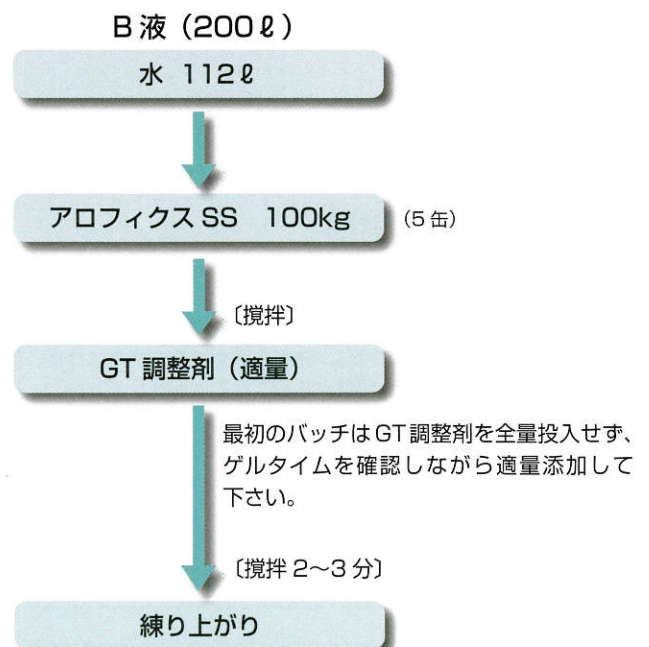 B液（200ℓ）
水 112ℓ
アロフィクスSS 100kg （5缶）
〔撹拌〕
GT調整剤（適量）
最初のバッチはGT調整剤を全量投入せず、
ゲルタイムを確認しながら適量添加して
下さい。
〔撹拌 2〜3分〕
練り上がり